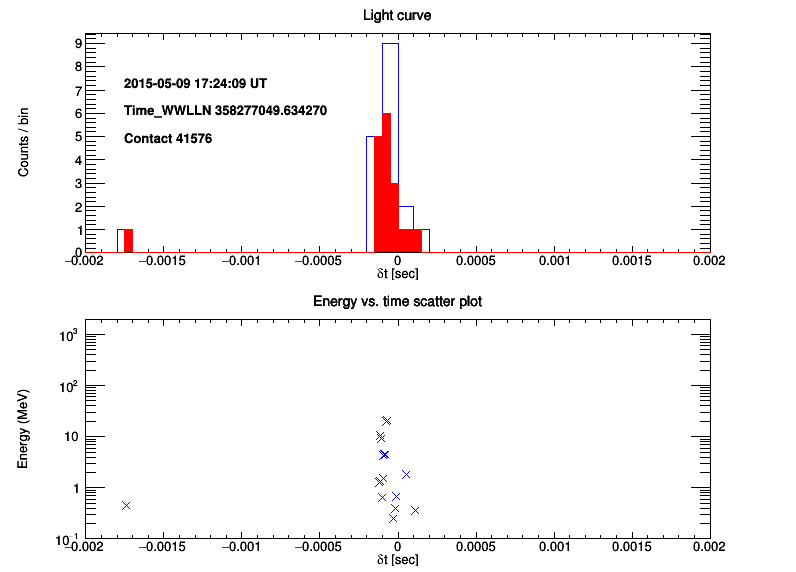 Light curve
Counts / bin
9
8
7
6
5
4
3
2
1
0
2015-05-09 17:24:09 UT
Time_WWLLN 358277049.634270
Contact 41576
−0.002 −0.0015 −0.001 −0.0005 0 0.0005 0.001 0.0015 0.002
δt [sec]
Energy vs. time scatter plot
Energy (MeV)
10³
10²
10
1
10⁻¹
−0.002 −0.0015 −0.001 −0.0005 0 0.0005 0.001 0.0015 0.002
δt [sec]